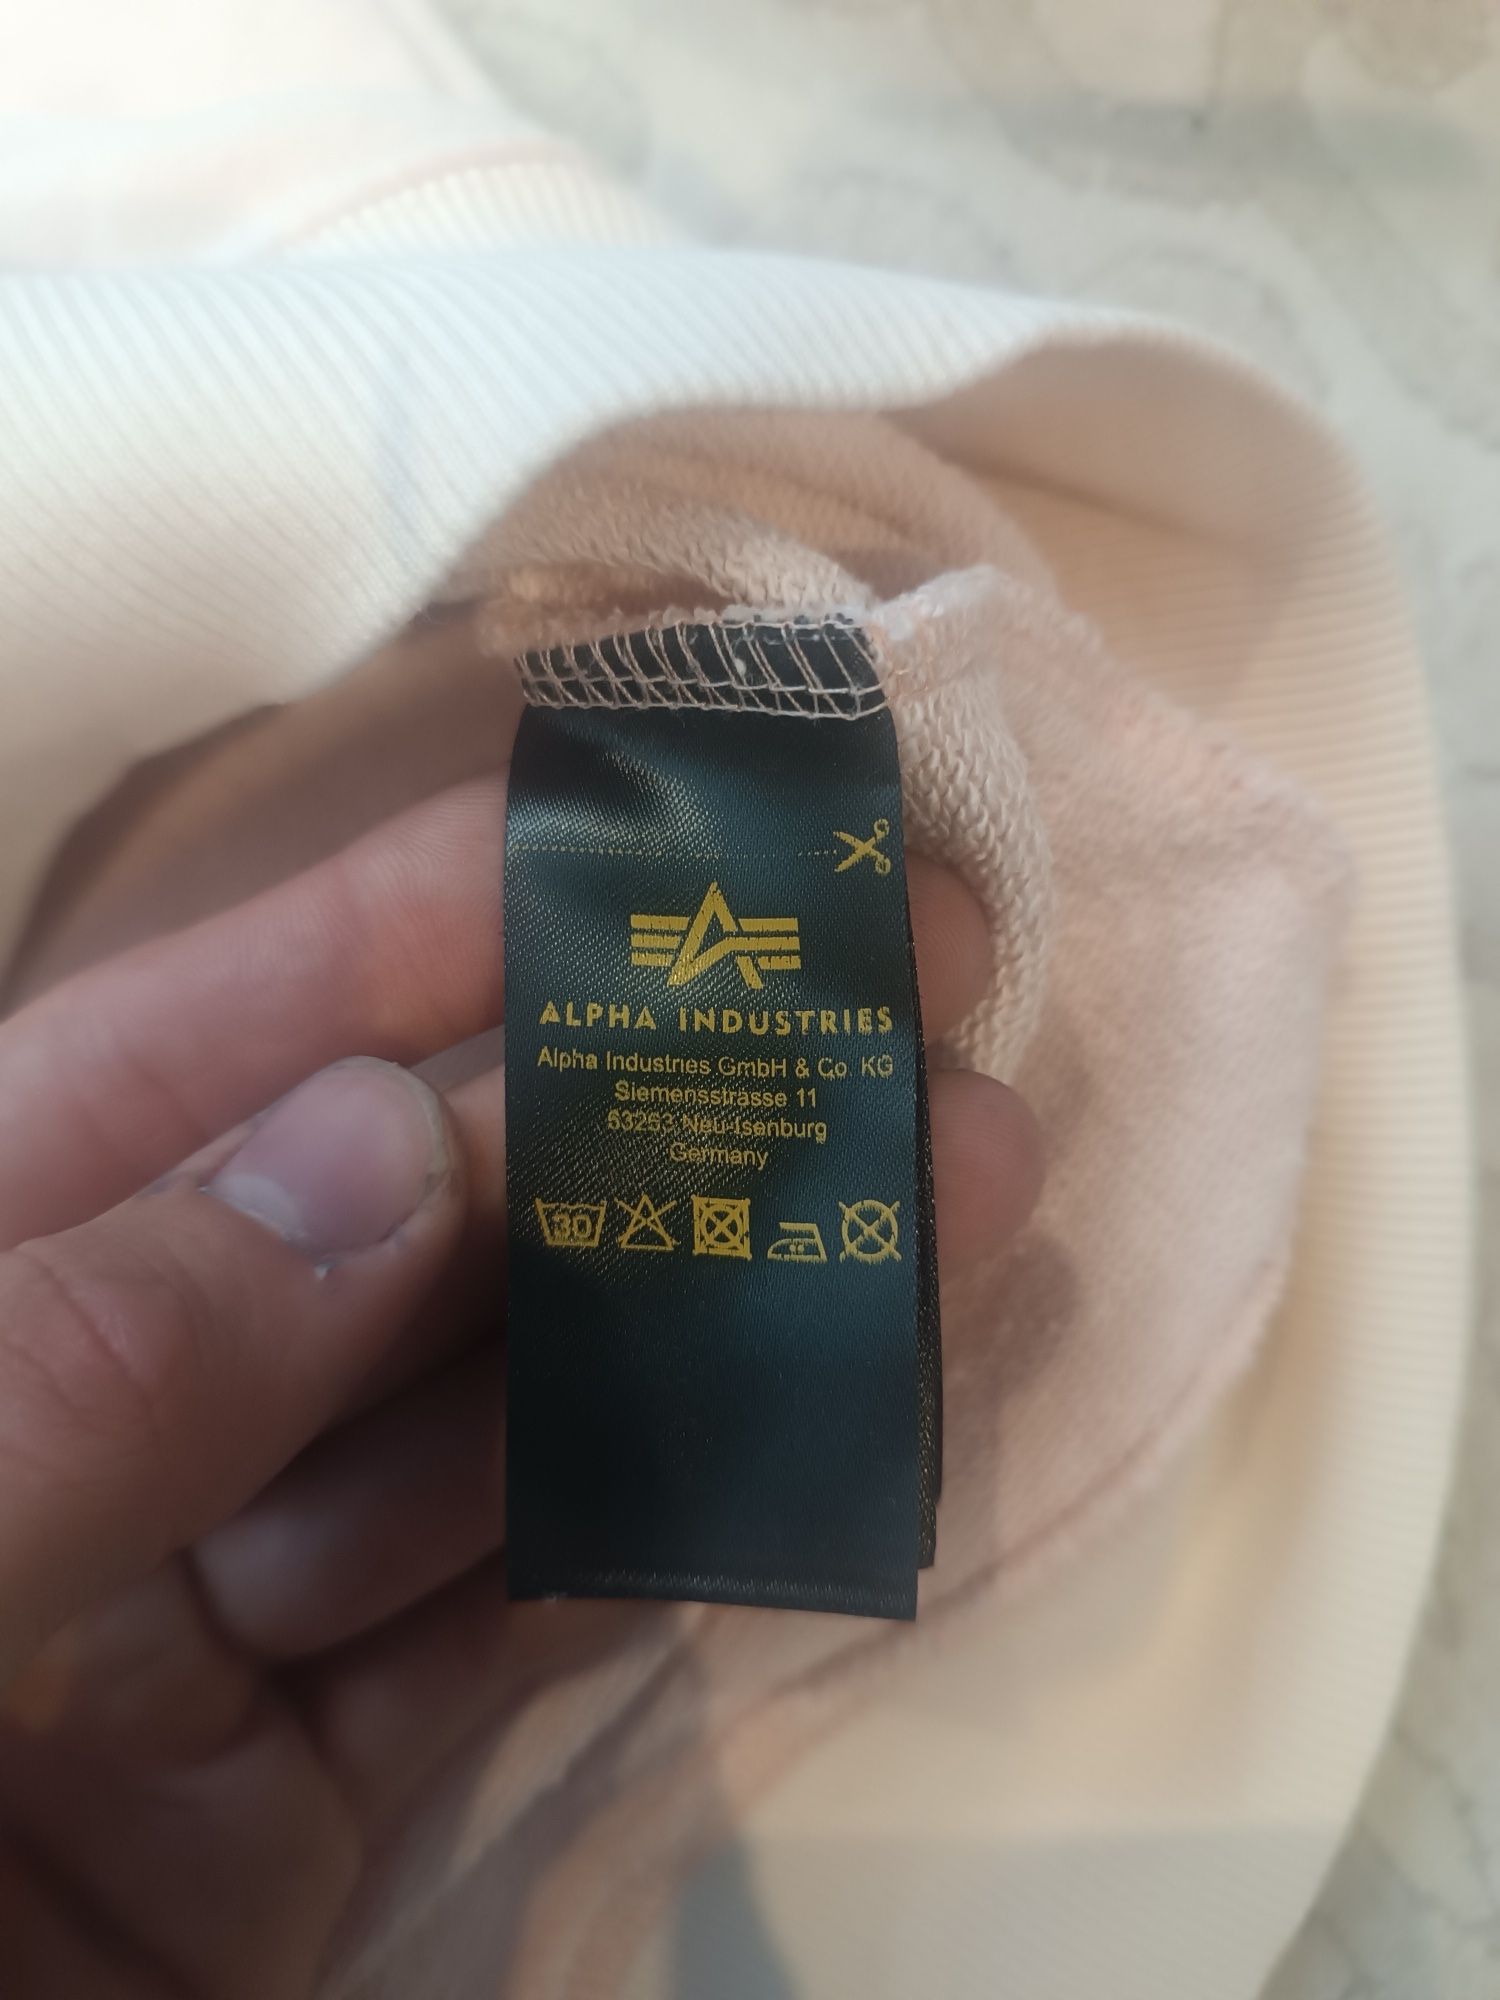 ALPHA INDUSTRIES
Alpha Industries GmbH & Co KG
Siemensstrasse 11
63263 Neu-Isenburg
Germany
30